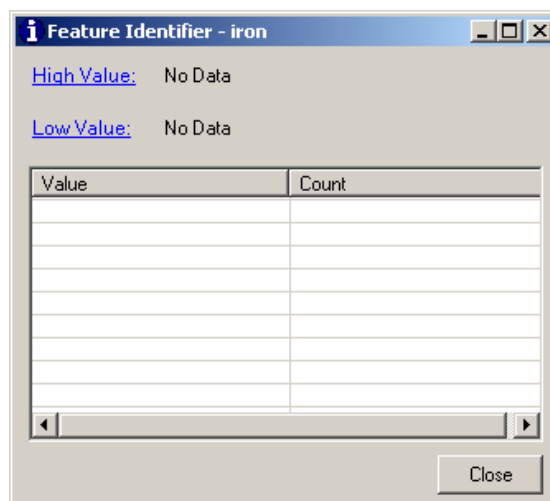 Feature Identifier - iron
High Value: No Data
Low Value: No Data
Value Count
Close